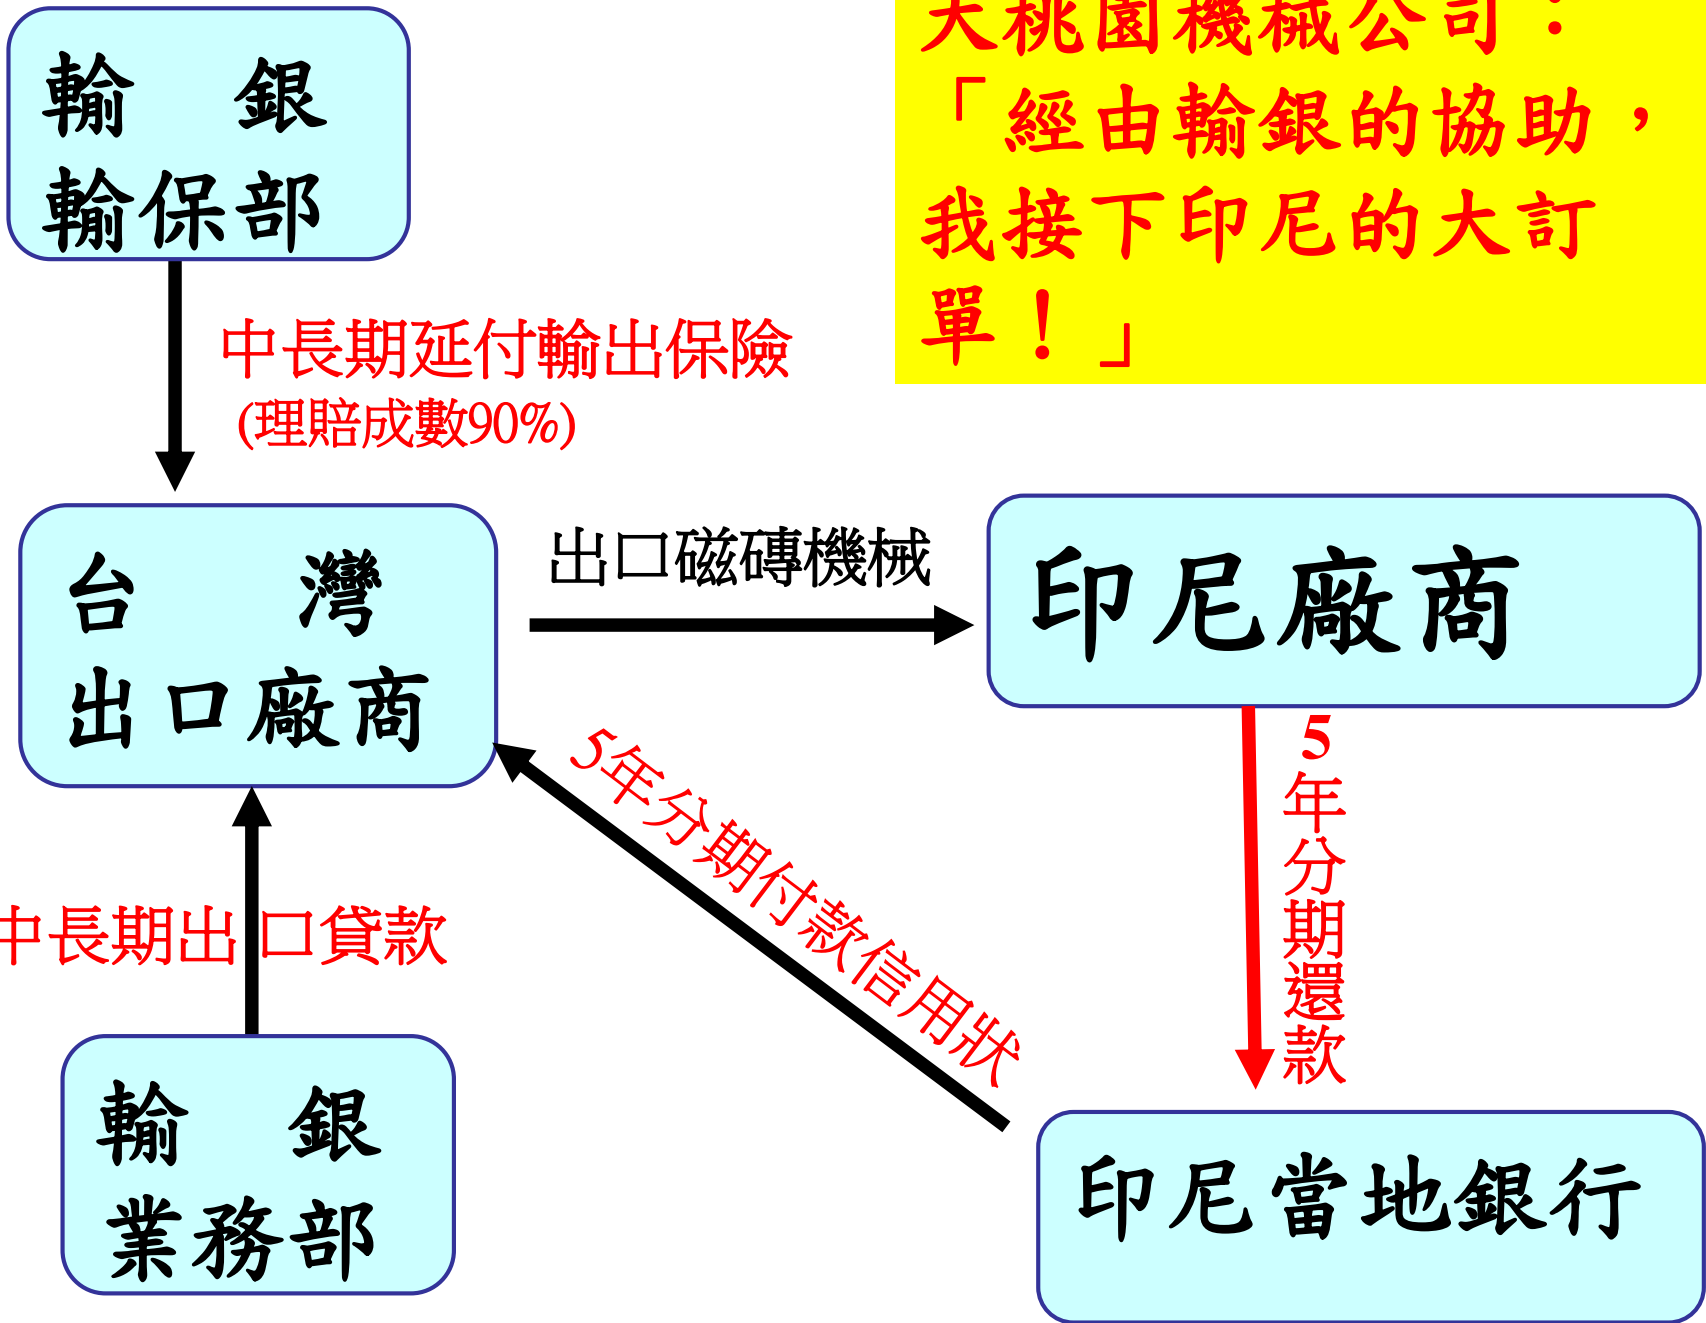 輸 銀
輸保部
大桃園機械公司：
「經由輸銀的協助，
我接下印尼的大訂
單！」
中長期延付輸出保險
(理賠成數90%)
台 灣
出口廠商
出口磁磚機械
印尼廠商
5年分期付款信用狀
5年分期還款
中長期出口貸款
輸 銀
業務部
印尼當地銀行